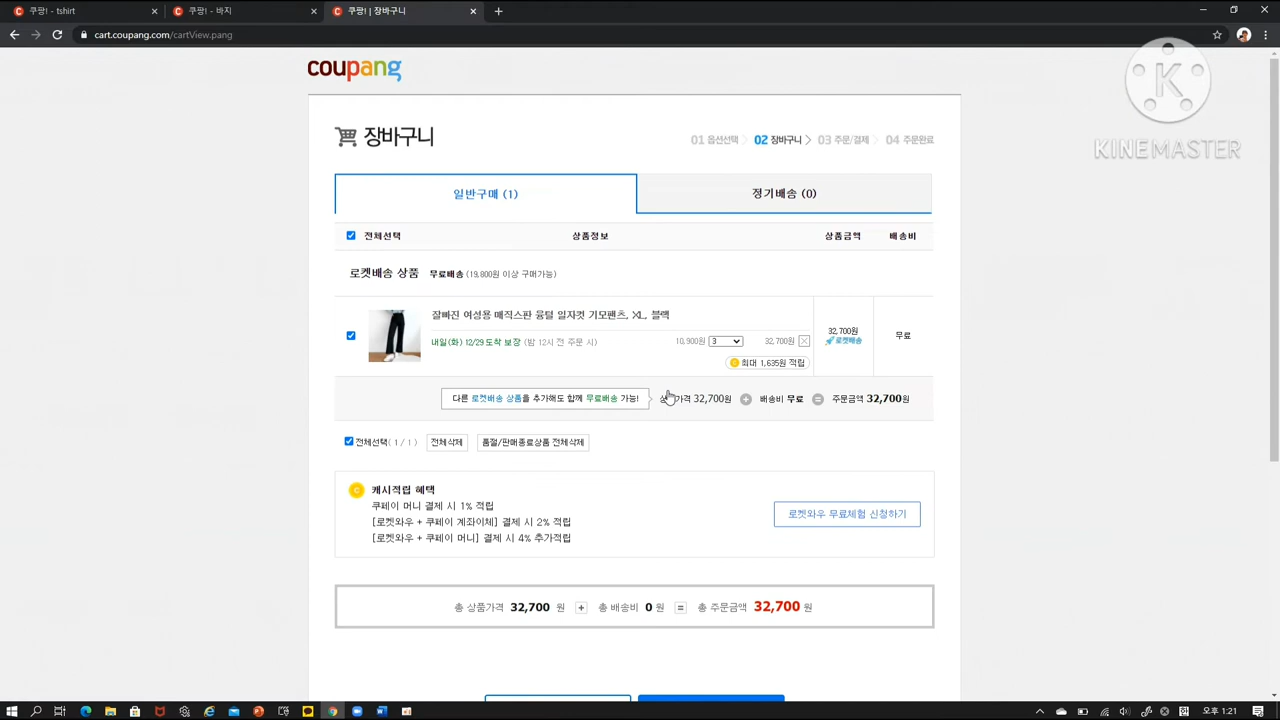 쿠팡! - tshirt
쿠팡! - 바지
쿠팡! | 장바구니
cart.coupang.com/cartView.pang
coupang
K
KINEMASTER
장바구니
01 옵션선택 02 장바구니 03 주문/결제 04 주문완료
일반구매 (1)
정기배송 (0)
전체선택 상품정보 상품금액 배송비
로켓배송 상품 무료배송 (19,800원 이상 구매가능)
잘빠진 여성용 매직스판 융털 일자컷 기모팬츠, XL, 블랙
내일(화) 12/29 도착 보장 (밤 12시 전 주문 시) 10,900원 3 32,700원
최대 1,635원 적립
32,700원
로켓배송
무료
다른 로켓배송 상품을 추가해도 함께 무료배송 가능!
가격 32,700원 + 배송비 무료 = 주문금액 32,700원
전체선택 ( 1 / 1 ) 전체삭제 품절/판매종료상품 전체삭제
캐시적립 혜택
쿠페이 머니 결제 시 1% 적립
[로켓와우 + 쿠페이 계좌이체] 결제 시 2% 적립
[로켓와우 + 쿠페이 머니] 결제 시 4% 추가적립
로켓와우 무료체험 신청하기
총 상품가격 32,700 원 + 총 배송비 0 원 = 총 주문금액 32,700 원
오후 1:21